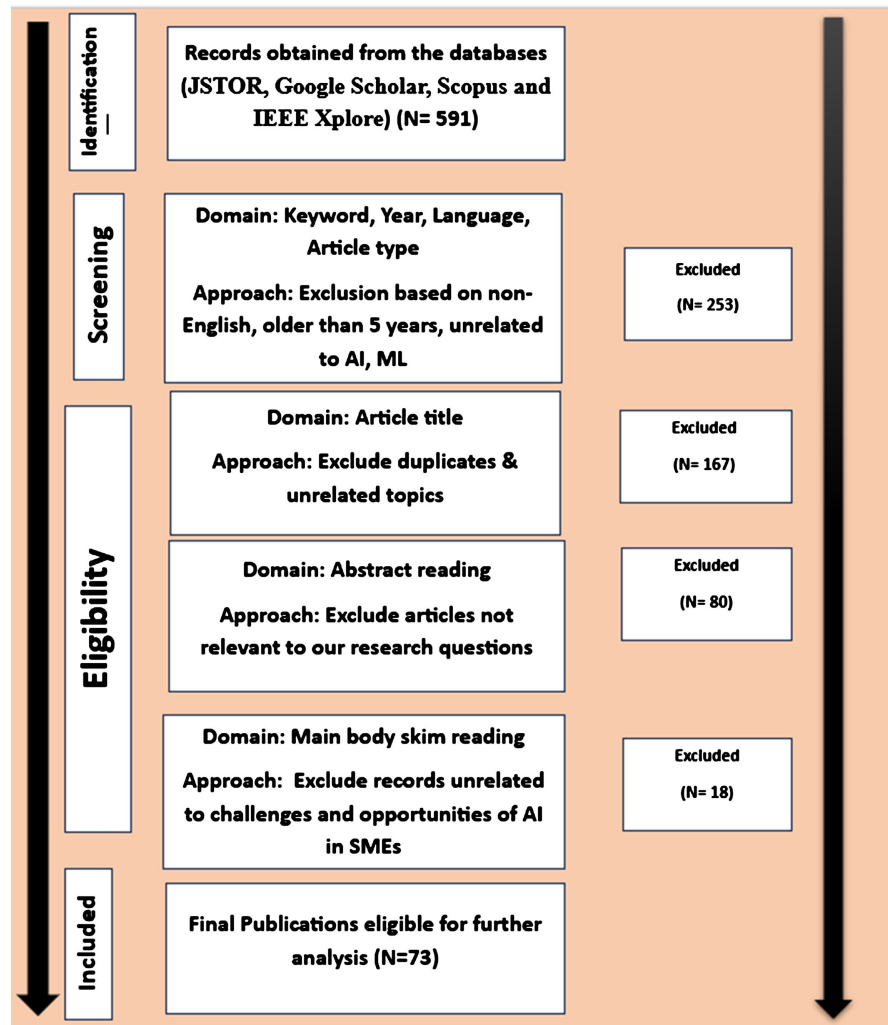 Identification
Records obtained from the databases
(JSTOR, Google Scholar, Scopus and
IEEE Xplore) (N= 591)
Screening
Domain: Keyword, Year, Language,
Article type
Approach: Exclusion based on non-
English, older than 5 years, unrelated
to AI, ML
Excluded
(N= 253)
Eligibility
Domain: Article title
Approach: Exclude duplicates &
unrelated topics
Excluded
(N= 167)
Domain: Abstract reading
Approach: Exclude articles not
relevant to our research questions
Excluded
(N= 80)
Domain: Main body skim reading
Approach: Exclude records unrelated
to challenges and opportunities of AI
in SMEs
Excluded
(N= 18)
Included
Final Publications eligible for further
analysis (N=73)